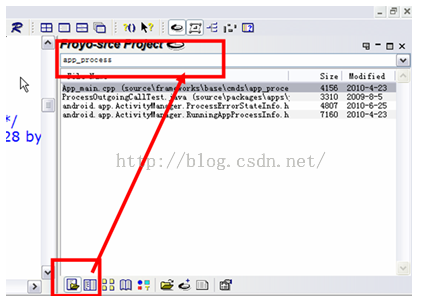 Froyo-srce Project
app_process
File Name Size Modified
App_main.cpp (source\frameworks\base\cmds\app_proce 4156 2010-4-23
ProcessOutgoingCallTest.java (source\packages\apps\ 3310 2009-8-5
android.app.ActivityManager.ProcessErrorStateInfo.h 4807 2010-6-25
android.app.ActivityManager.RunningAppProcessInfo.h 7160 2010-4-23
*/
28 by
http://blog.csdn.net/